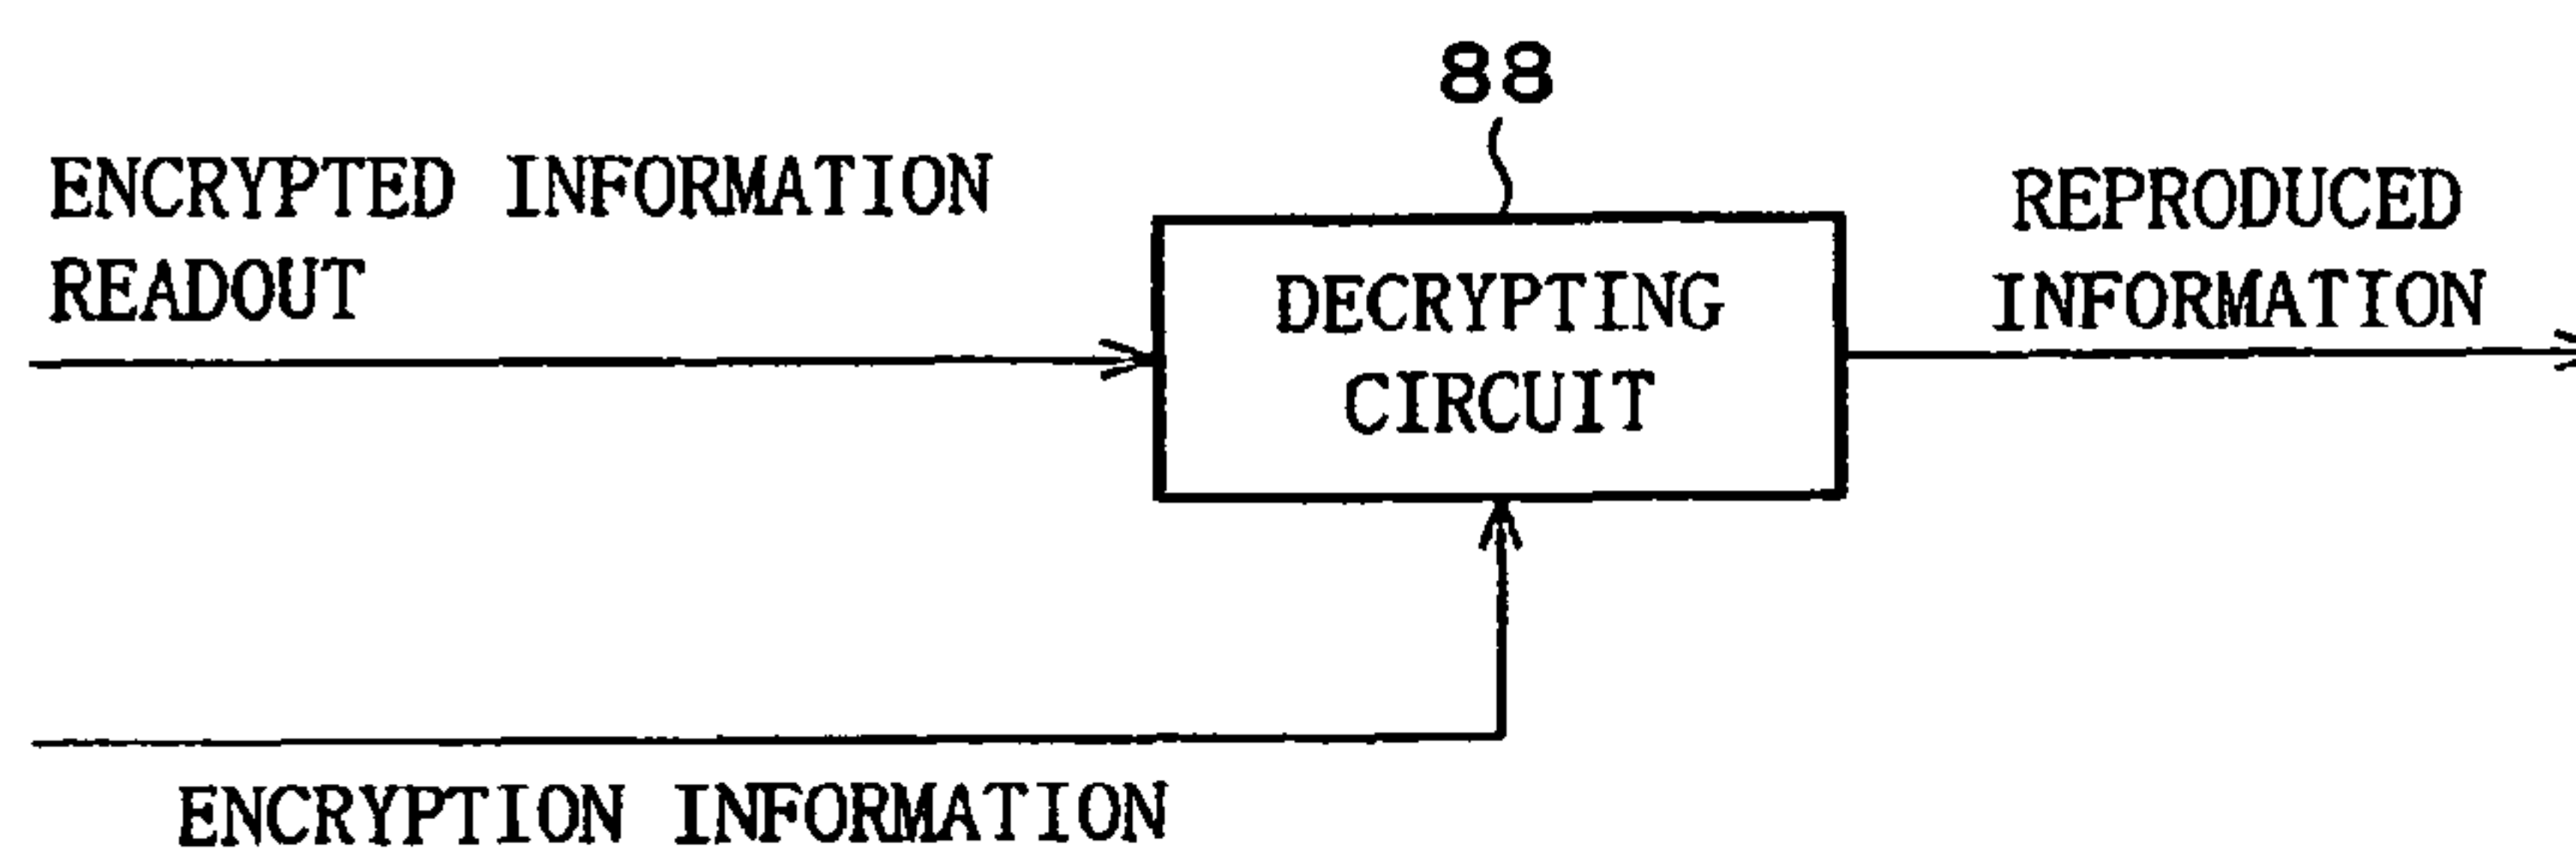 88
ENCRYPTED INFORMATION
READOUT
DECRYPTING
CIRCUIT
REPRODUCED
INFORMATION
ENCRYPTION INFORMATION